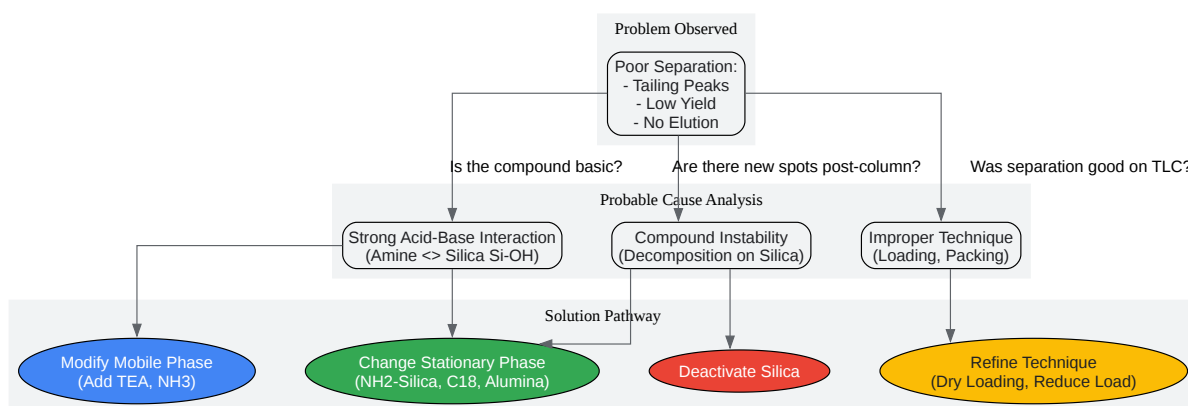 Problem Observed
Poor Separation:
- Tailing Peaks
- Low Yield
- No Elution
Is the compound basic?
Are there new spots post-column?
Was separation good on TLC?
Probable Cause Analysis
Strong Acid-Base Interaction
(Amine <> Silica Si-OH)
Compound Instability
(Decomposition on Silica)
Improper Technique
(Loading, Packing)
Solution Pathway
Modify Mobile Phase
(Add TEA, NH3)
Change Stationary Phase
(NH2-Silica, C18, Alumina)
Deactivate Silica
Refine Technique
(Dry Loading, Reduce Load)